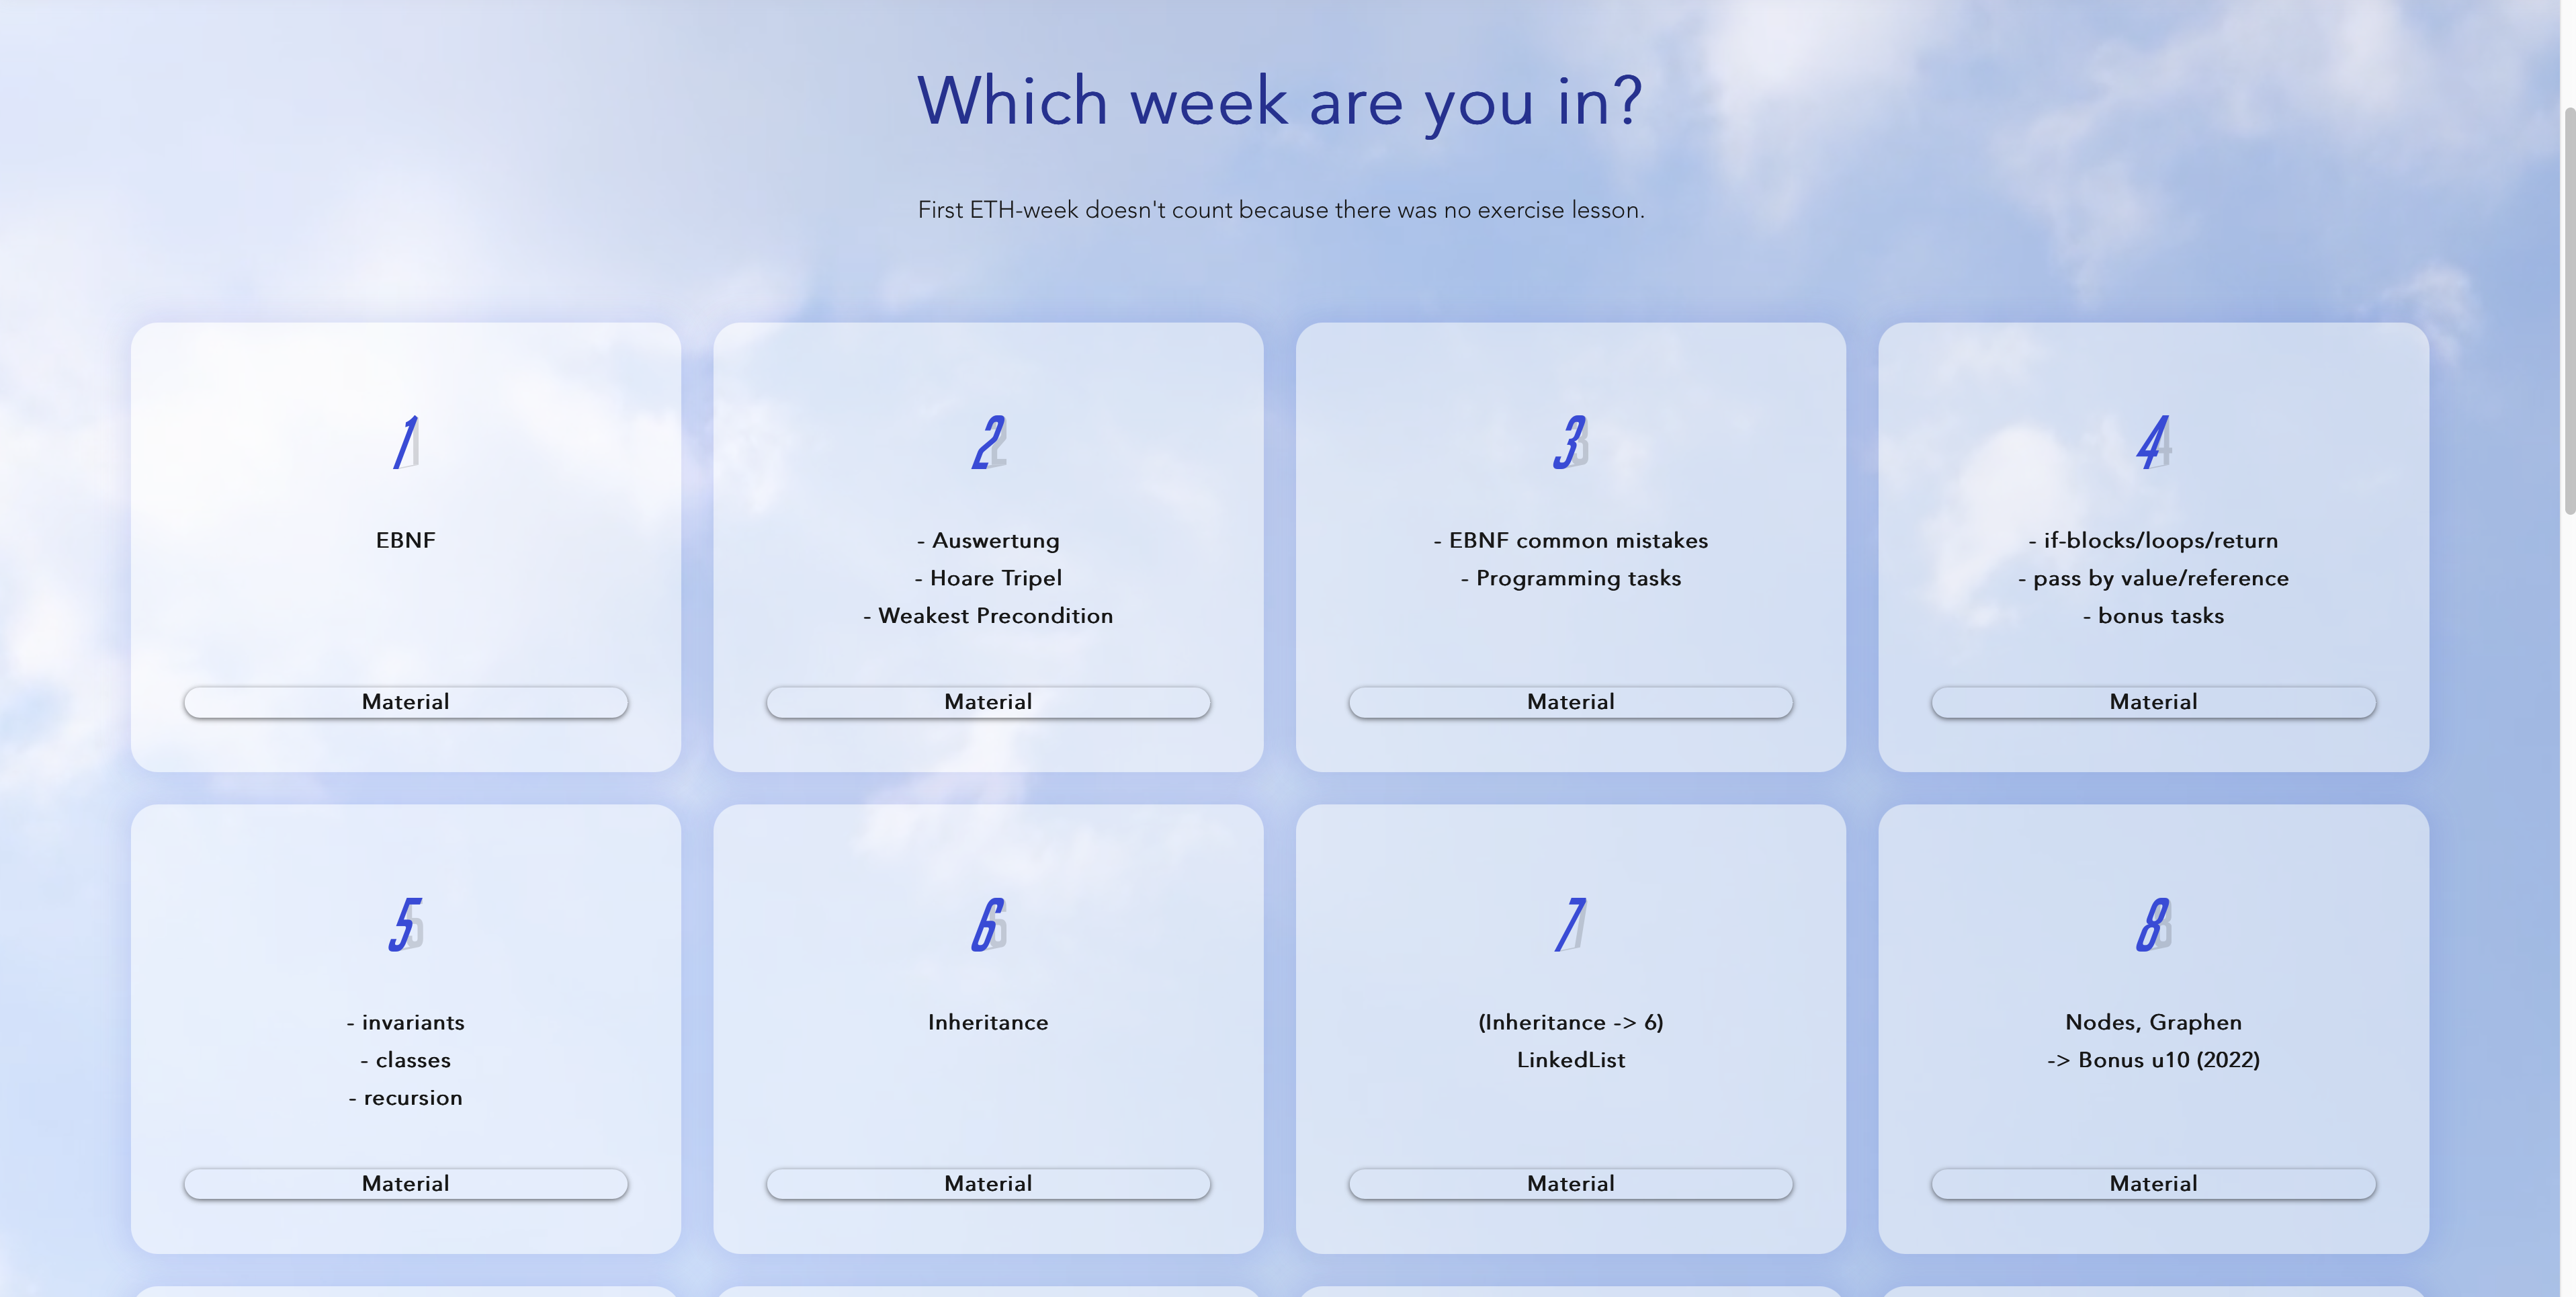 Which week are you in?
First ETH-week doesn't count because there was no exercise lesson.
1
EBNF
Material
2
- Auswertung
- Hoare Tripel
- Weakest Precondition
Material
3
- EBNF common mistakes
- Programming tasks
Material
4
- if-blocks/loops/return
- pass by value/reference
- bonus tasks
Material
5
- invariants
- classes
- recursion
Material
6
Inheritance
Material
7
(Inheritance -> 6)
LinkedList
Material
8
Nodes, Graphen
-> Bonus u10 (2022)
Material